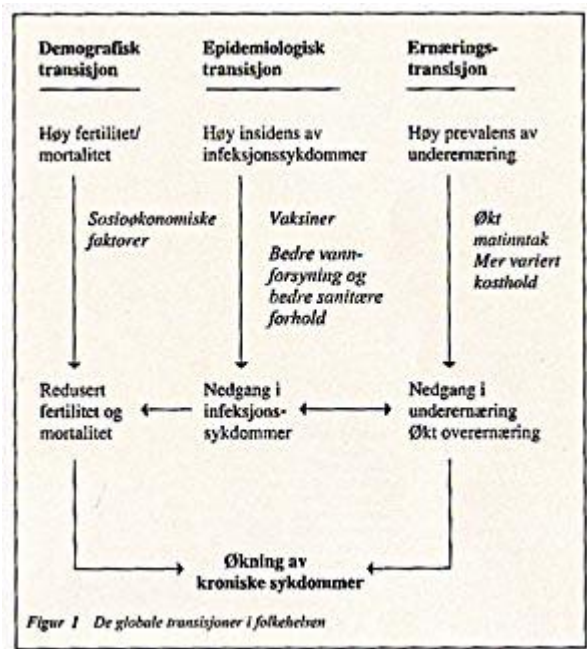 Demografisk
transisjon
Epidemiologisk
transisjon
Ernærings-
transisjon
Høy fertilitet/
mortalitet
Høy insidens av
infeksjonssykdommer
Høy prevalens av
underernæring
Sosioøkonomiske
faktorer
Vaksiner
Bedre vann-
forsyning og
bedre sanitære
forhold
Økt
matinntak
Mer variert
kosthold
Redusert
fertilitet og
mortalitet
Nedgang i
infeksjons-
sykdommer
Nedgang i
underernæring
Økt overernæring
Økning av
kroniske sykdommer
Figur 1 De globale transisjoner i folkehelsen